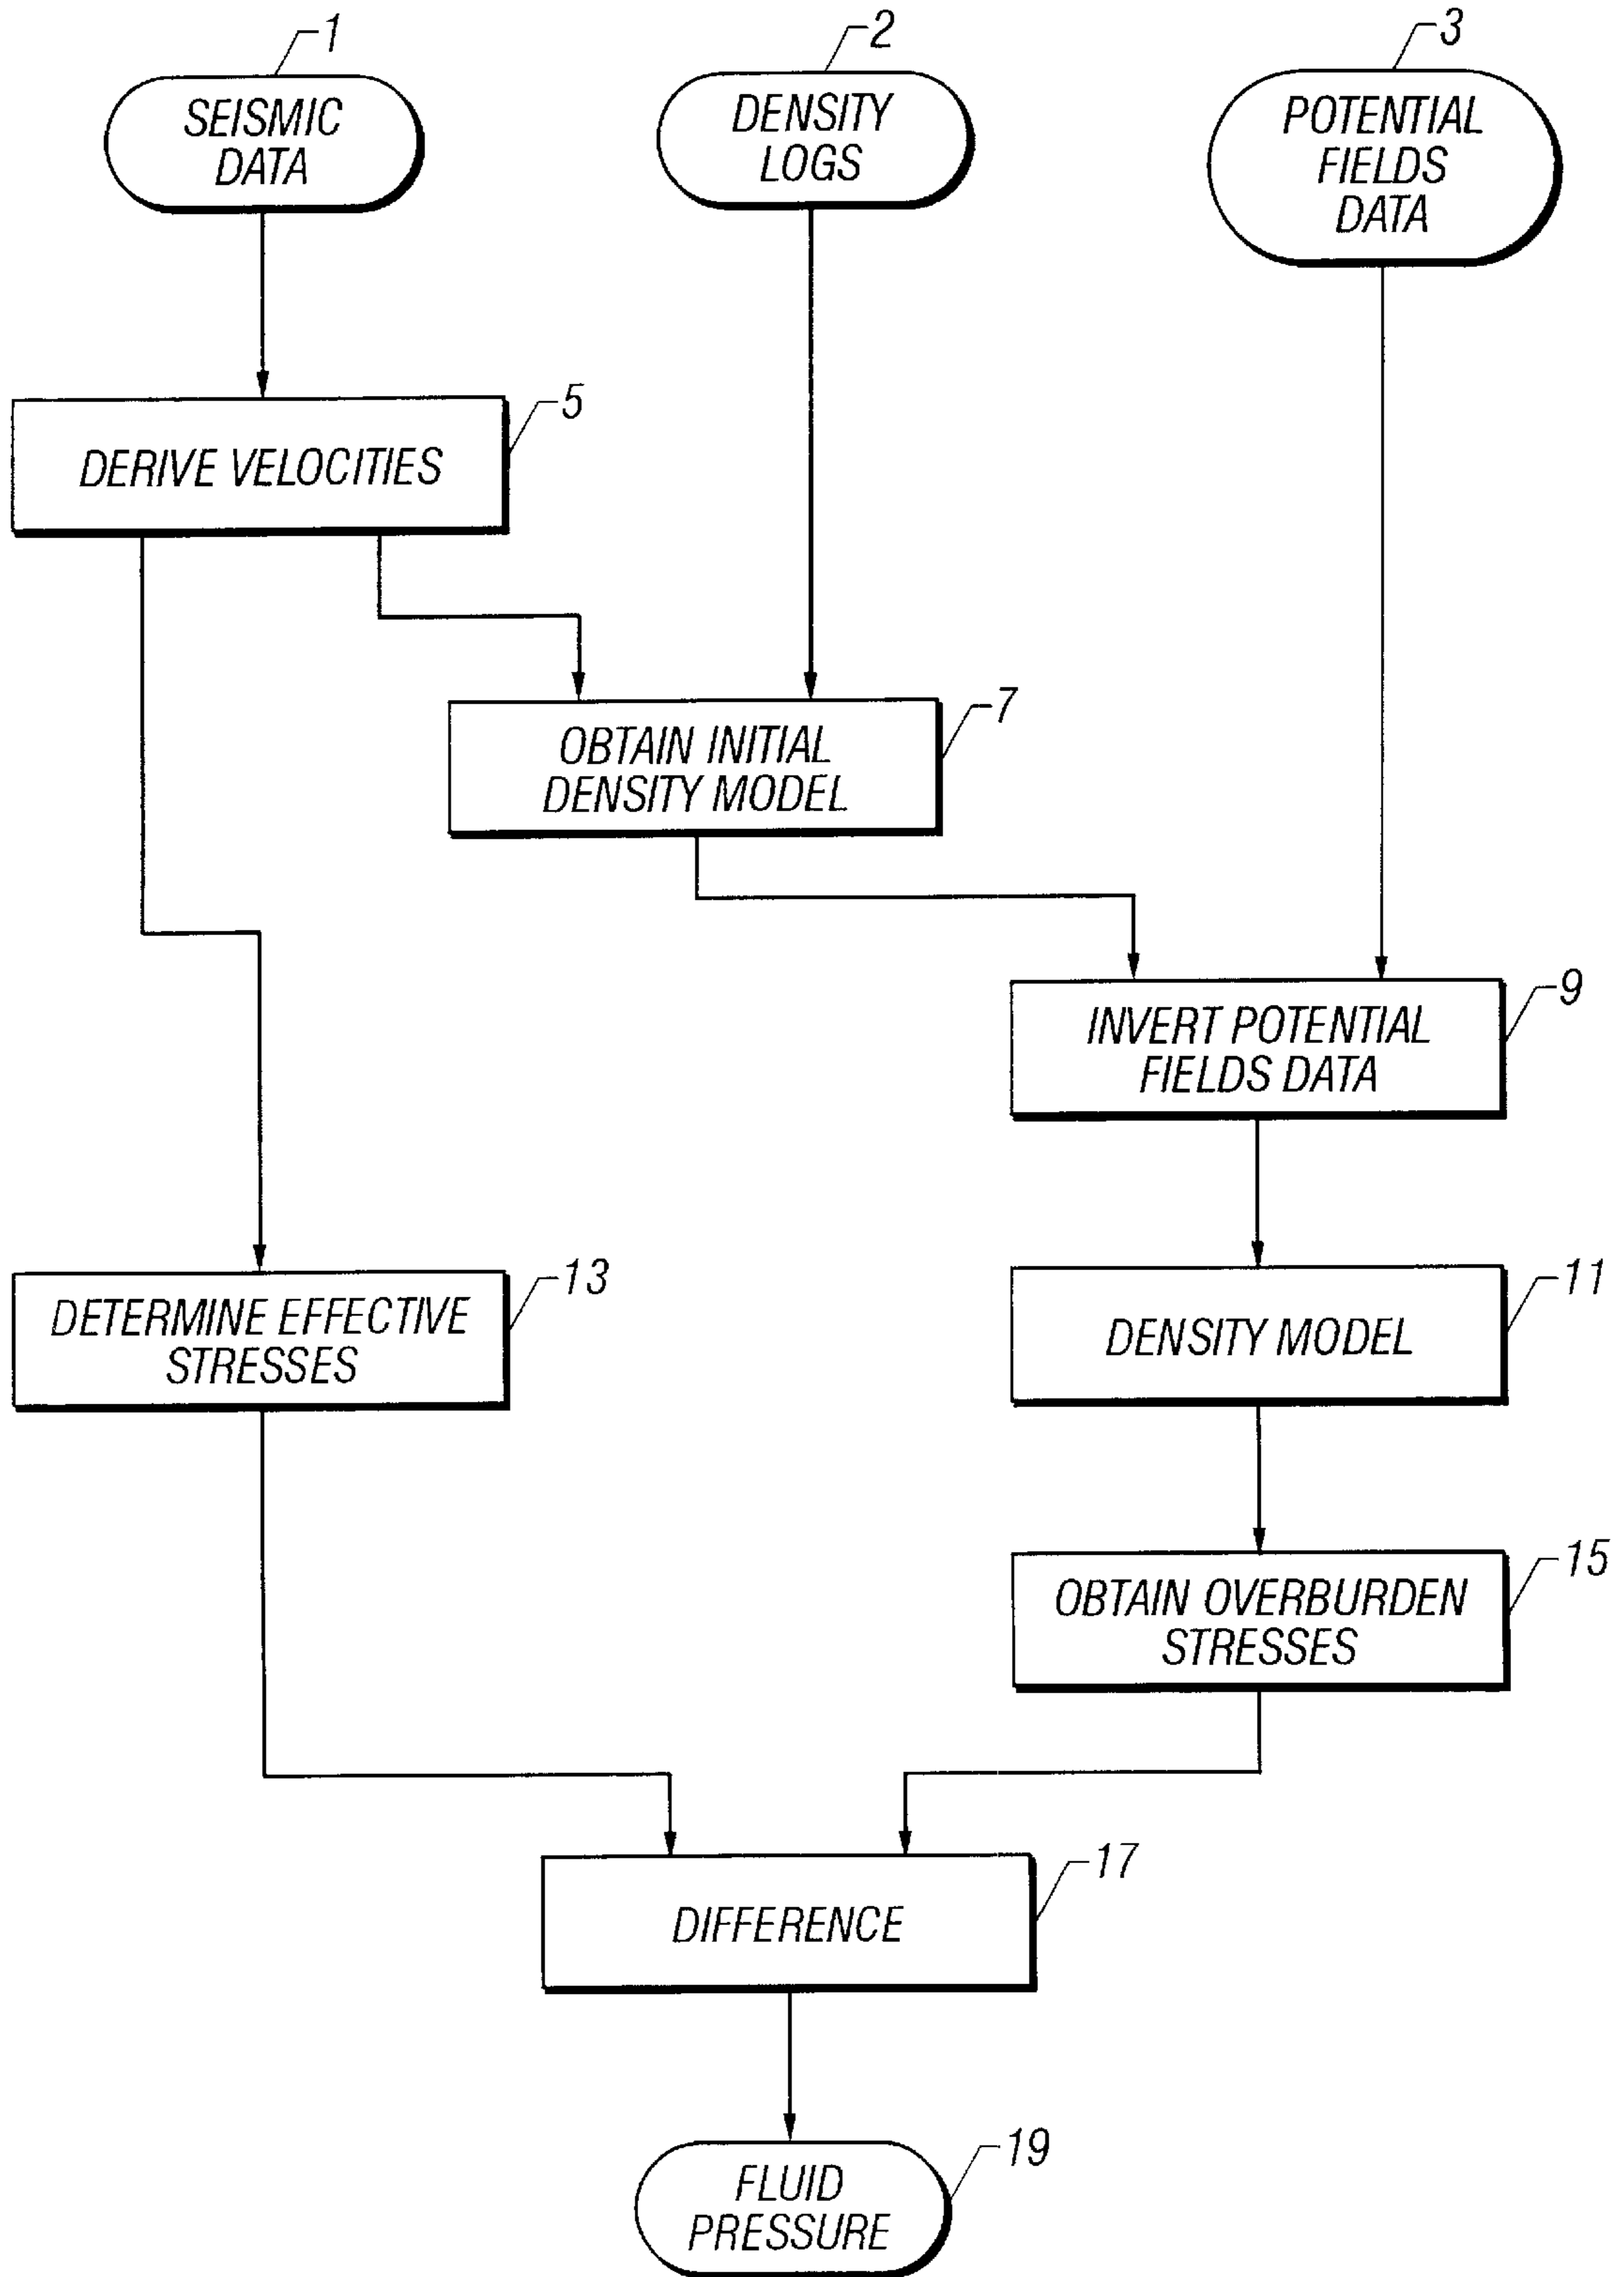 1
SEISMIC
DATA
2
DENSITY
LOGS
3
POTENTIAL
FIELDS
DATA
5
DERIVE VELOCITIES
7
OBTAIN INITIAL
DENSITY MODEL
9
INVERT POTENTIAL
FIELDS DATA
13
DETERMINE EFFECTIVE
STRESSES
11
DENSITY MODEL
15
OBTAIN OVERBURDEN
STRESSES
17
DIFFERENCE
19
FLUID
PRESSURE